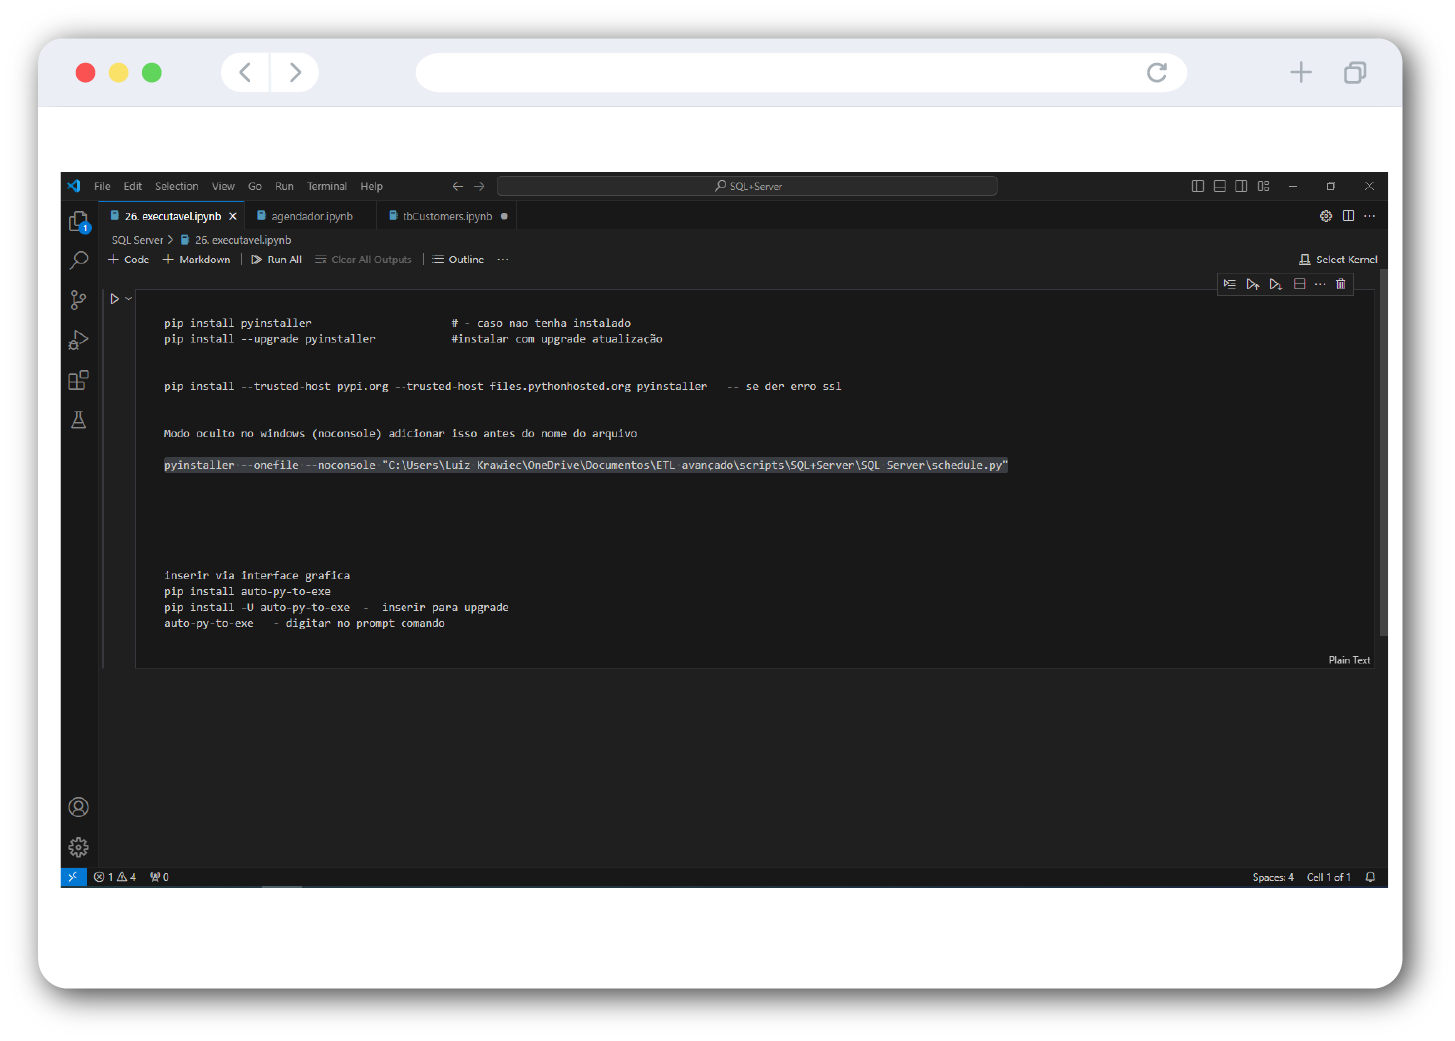 File Edit Selection View Go Run Terminal Help
SQL+Server
26. executavel.ipynb agendador.ipynb tbCustomers.ipynb
1
SQL Server > 26. executavel.ipynb
+ Code + Markdown Run All Clear All Outputs Outline ...
Select Kernel
pip install pyinstaller # - caso nao tenha instalado
pip install --upgrade pyinstaller #instalar com upgrade atualização
pip install --trusted-host pypi.org --trusted-host files.pythonhosted.org pyinstaller -- se der erro ssl
Modo oculto no windows (noconsole) adicionar isso antes do nome do arquivo
pyinstaller --onefile --noconsole "C:\Users\Luiz Krawiec\OneDrive\Documentos\ETL avançado\scripts\SQL+Server\SQL Server\schedule.py"
inserir via interface grafica
pip install auto-py-to-exe
pip install -U auto-py-to-exe - inserir para upgrade
auto-py-to-exe - digitar no prompt comando
Plain Text
1 4 0
Spaces: 4 Cell 1 of 1